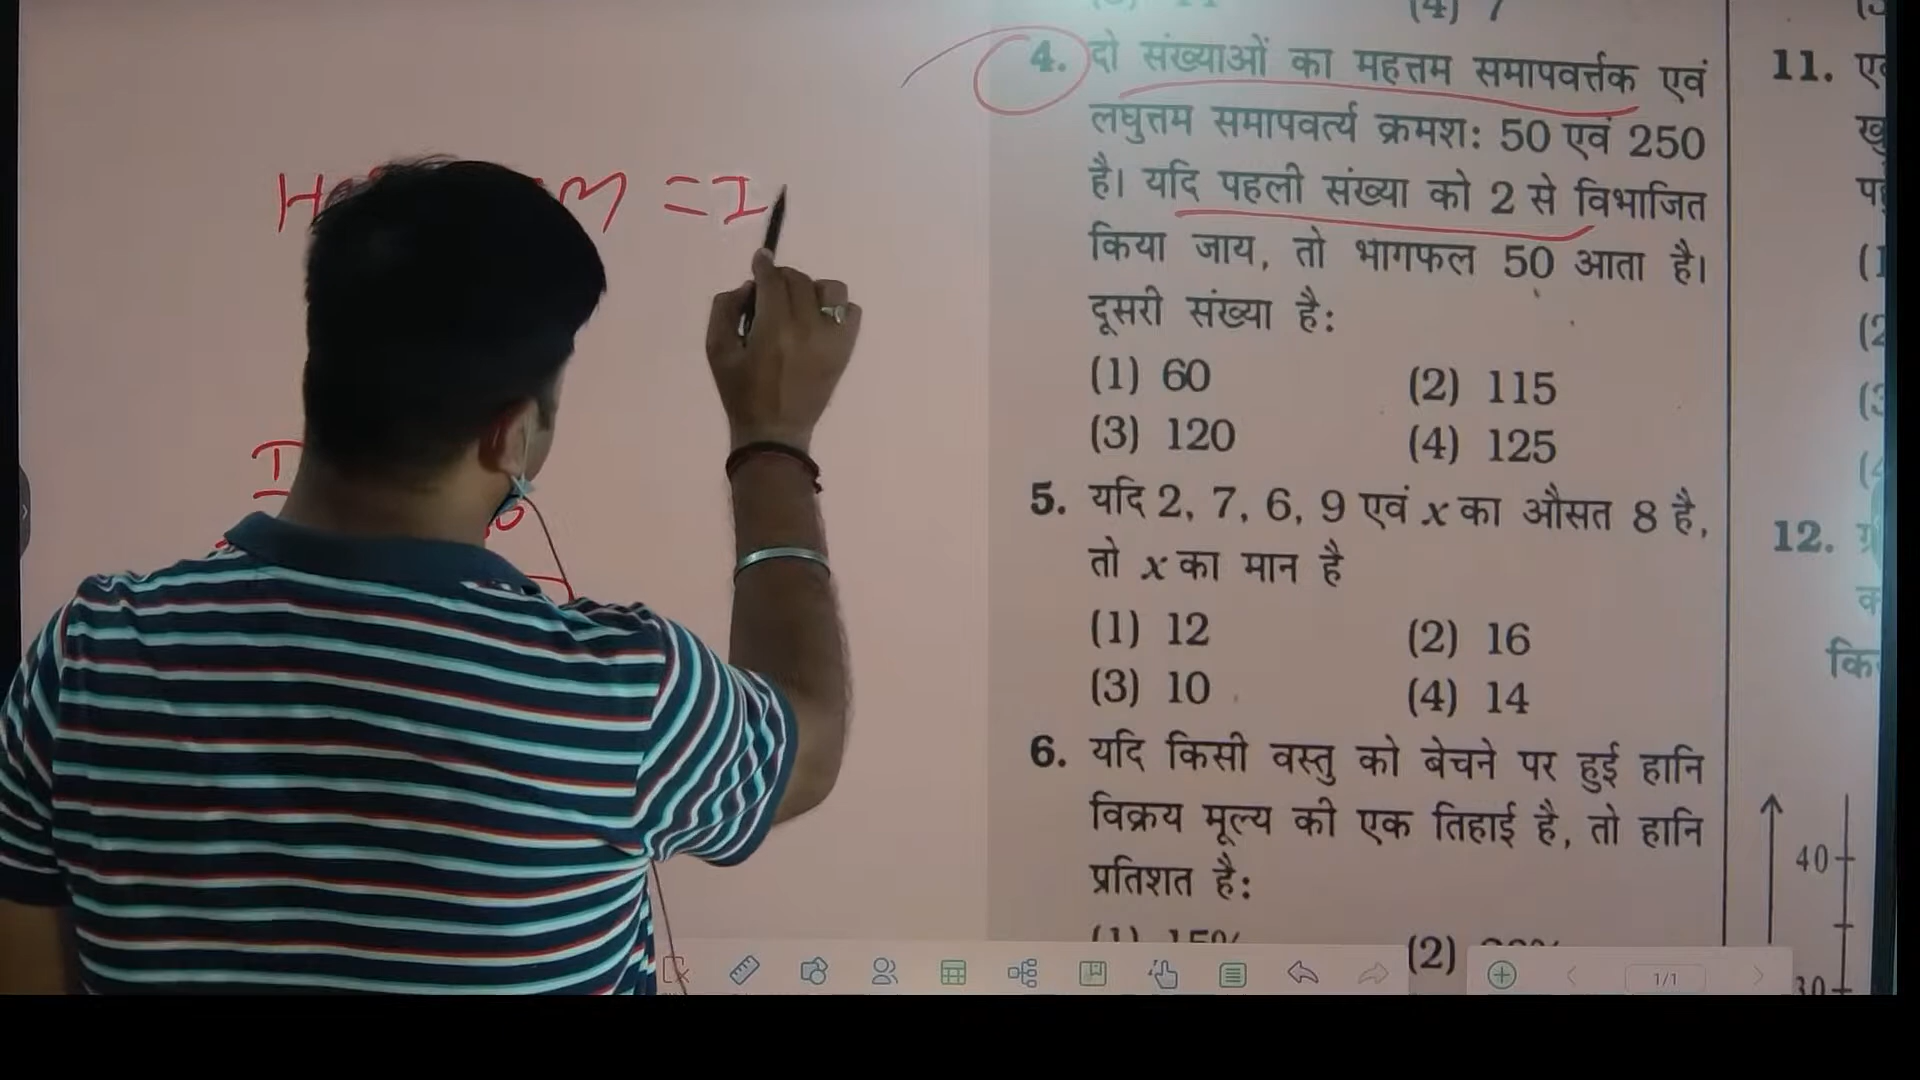 (4) 7
4. दो संख्याओं का महत्तम समापवर्त्तक एवं
लघुत्तम समापवर्त्य क्रमश: 50 एवं 250
है। यदि पहली संख्या को 2 से विभाजित
किया जाय, तो भागफल 50 आता है।
दूसरी संख्या है:
(1) 60 (2) 115
(3) 120 (4) 125
5. यदि 2, 7, 6, 9 एवं x का औसत 8 है,
तो x का मान है
(1) 12 (2) 16
(3) 10 (4) 14
6. यदि किसी वस्तु को बेचने पर हुई हानि
विक्रय मूल्य की एक तिहाई है, तो हानि
प्रतिशत है:
(1) 15% (2)
H M = I
I
11.
12.
40
30
1/1